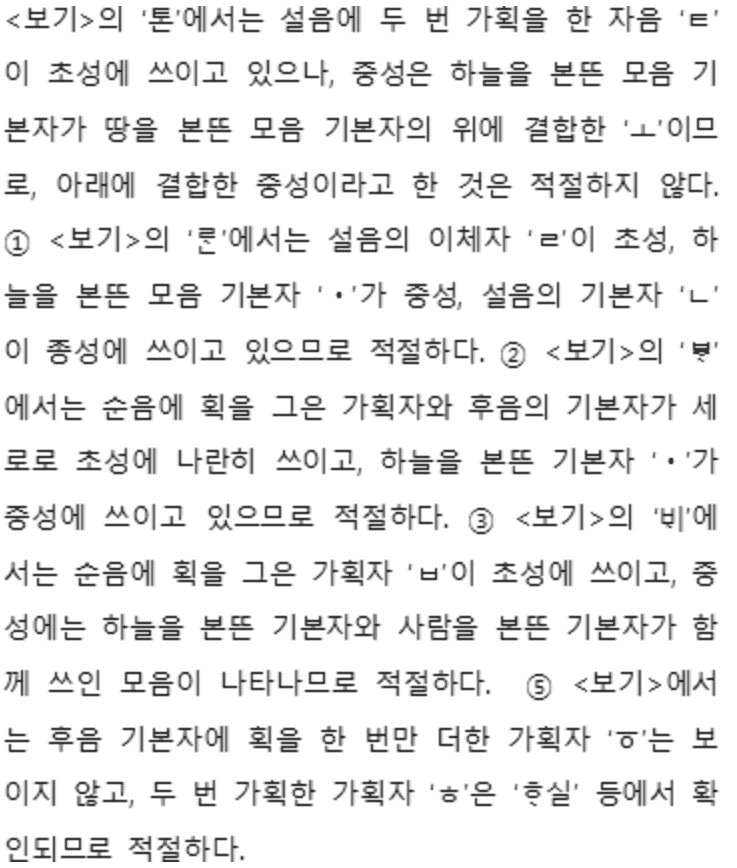 <보기>의 ‘톤’에서는 설음에 두 번 가획을 한 자음 ‘ㅌ’
이 초성에 쓰이고 있으나, 중성은 하늘을 본뜬 모음 기
본자가 땅을 본뜬 모음 기본자의 위에 결합한 ‘ㅗ’이므
로, 아래에 결합한 중성이라고 한 것은 적절하지 않다.
① <보기>의 ‘ᄅᆞᆫ’에서는 설음의 이체자 ‘ㄹ’이 초성, 하
늘을 본뜬 모음 기본자 ‘ㆍ’가 중성, 설음의 기본자 ‘ㄴ’
이 종성에 쓰이고 있으므로 적절하다. ② <보기>의 ‘ᄫᆞ’
에서는 순음에 획을 그은 가획자와 후음의 기본자가 세
로로 초성에 나란히 쓰이고, 하늘을 본뜬 기본자 ‘ㆍ’가
중성에 쓰이고 있으므로 적절하다. ③ <보기>의 ‘ᄇᆡ’에
서는 순음에 획을 그은 가획자 ‘ㅂ’이 초성에 쓰이고, 중
성에는 하늘을 본뜬 기본자와 사람을 본뜬 기본자가 함
께 쓰인 모음이 나타나므로 적절하다. ⑤ <보기>에서
는 후음 기본자에 획을 한 번만 더한 가획자 ‘ㆆ’는 보
이지 않고, 두 번 가획한 가획자 ‘ㅎ’은 ‘ᄒᆞᆫ실’ 등에서 확
인되므로 적절하다.